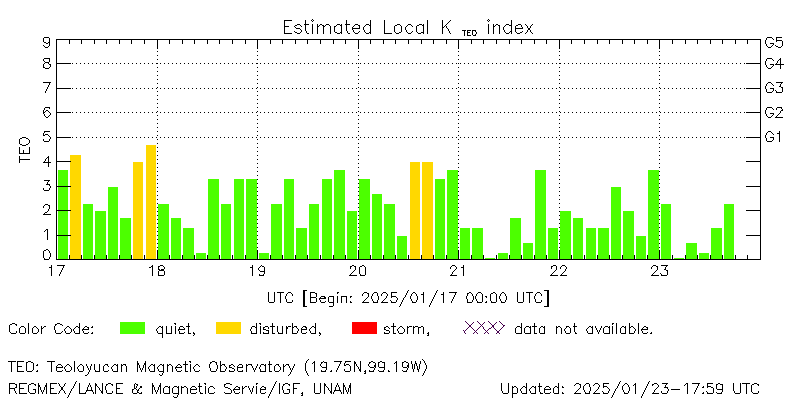 Estimated Local K TEO index
9
8
7
6
5
4
3
2
1
0
G5
G4
G3
G2
G1
TEO
17 18 19 20 21 22 23
UTC [Begin: 2025/01/17 00:00 UTC]
Color Code: quiet, disturbed, storm, data not available.
TEO: Teoloyucan Magnetic Observatory (19.75N,99.19W)
REGMEX/LANCE & Magnetic Servie/IGF, UNAM Updated: 2025/01/23-17:59 UTC